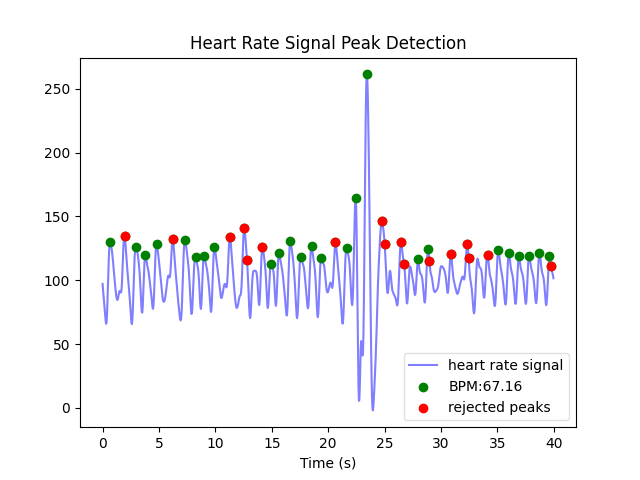 Heart Rate Signal Peak Detection
250
200
150
100
50
0
heart rate signal
BPM:67.16
rejected peaks
0 5 10 15 20 25 30 35 40
Time (s)